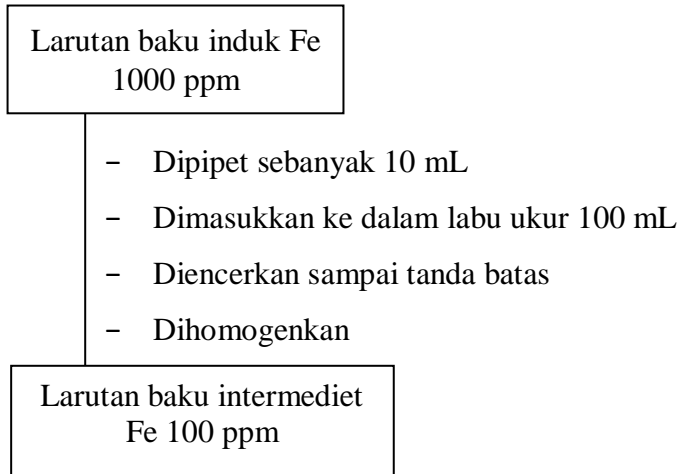 Larutan baku induk Fe
1000 ppm
- Dipipet sebanyak 10 mL
- Dimasukkan ke dalam labu ukur 100 mL
- Diencerkan sampai tanda batas
- Dihomogenkan
Larutan baku intermediet
Fe 100 ppm